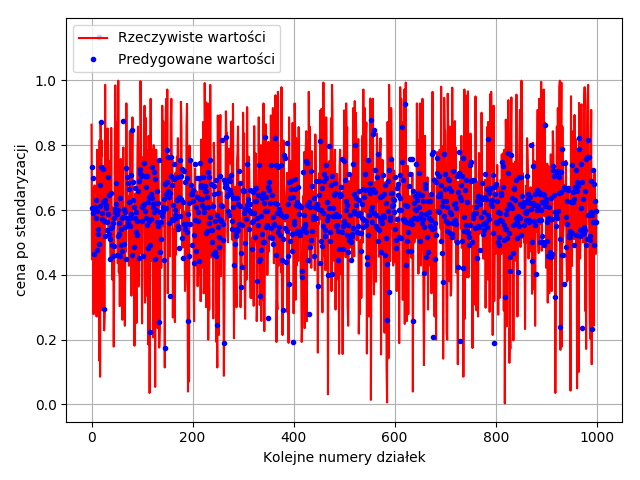 Rzeczywiste wartości
Predygowane wartości
1.0
0.8
0.6
0.4
0.2
0.0
cena po standaryzacji
0 200 400 600 800 1000
Kolejne numery działek